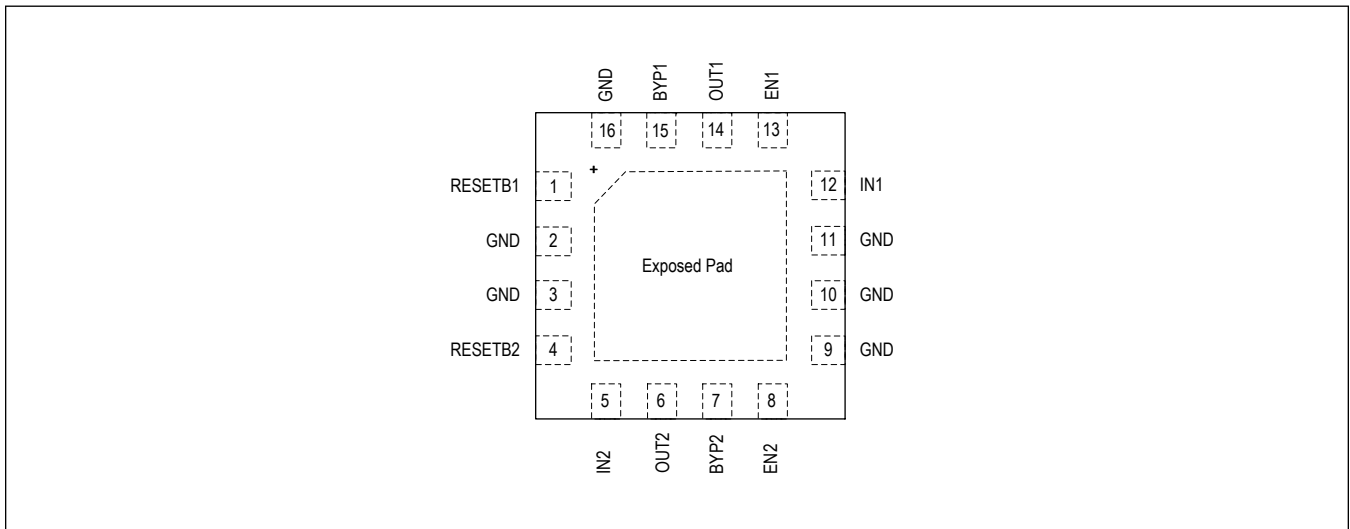 GND
BYP1
OUT1
EN1
16
15
14
13
+
RESETB1 1
12 IN1
GND 2
11 GND
Exposed Pad
GND 3
10 GND
RESETB2 4
9 GND
5
6
7
8
IN2
OUT2
BYP2
EN2